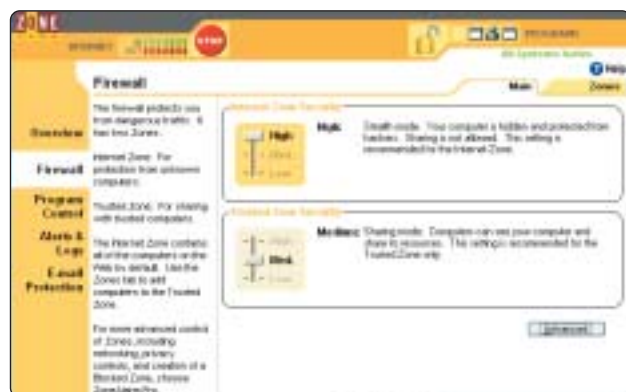 ZONE
INTERNET
STOP
PROGRAMS
All Systems Active
Help
Firewall
Main
Zones
Overview
Firewall
Program
Control
Alerts &
Logs
E-mail
Protection
The firewall protects you
from dangerous traffic. It
has two Zones.
Internet Zone. For
protection from unknown
computers.
Trusted Zone. For sharing
with trusted computers.
The Internet Zone contains
all of the computers on the
Web by default. Use the
Zones tab to add
computers to the Trusted
Zone.
For more advanced control
of Zones, including
networking, privacy
controls, and creation of a
Blocked Zone, choose
ZoneAlarm Pro.
Internet Zone Security
High
Med.
Low
High: Stealth mode. Your computer is hidden and protected from
hackers. Sharing is not allowed. This setting is
recommended for the Internet Zone.
Trusted Zone Security
High
Med.
Low
Medium: Sharing mode. Computers can see your computer and
share its resources. This setting is recommended for the
Trusted Zone only.
Advanced